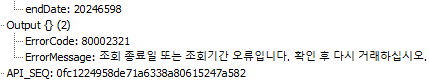 endDate: 20246598
Output {} (2)
ErrorCode: 80002321
ErrorMessage: 조회 종료일 또는 조회기간 오류입니다. 확인 후 다시 거래하십시오.
API_SEQ: 0fc1224958de71a6338a80615247a582